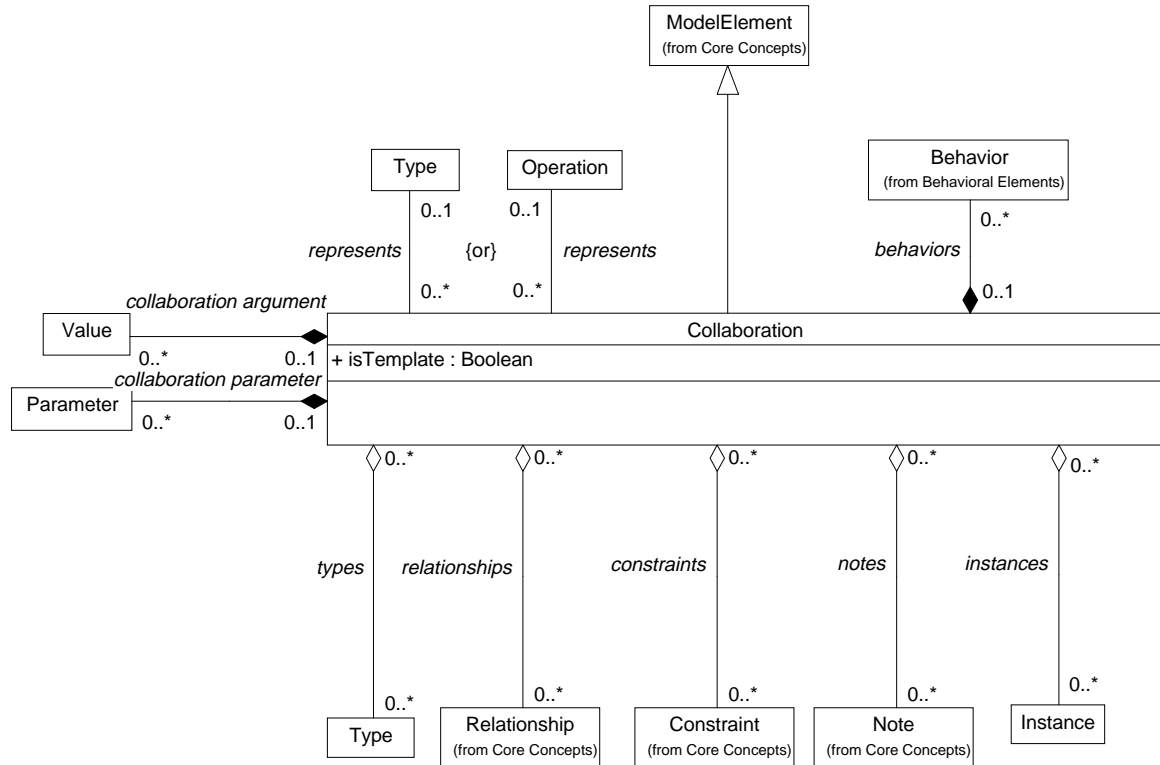 ModelElement
(from Core Concepts)
Type
Operation
Behavior
(from Behavioral Elements)
0..1
0..1
0..*
represents
{or}
represents
behaviors
0..*
0..*
0..1
collaboration argument
Value
0..*
0..1
Collaboration
+ isTemplate : Boolean
collaboration parameter
Parameter
0..*
0..1
0..*
0..*
0..*
0..*
0..*
types
relationships
constraints
notes
instances
0..*
0..*
0..*
0..*
0..*
Type
Relationship
(from Core Concepts)
Constraint
(from Core Concepts)
Note
(from Core Concepts)
Instance